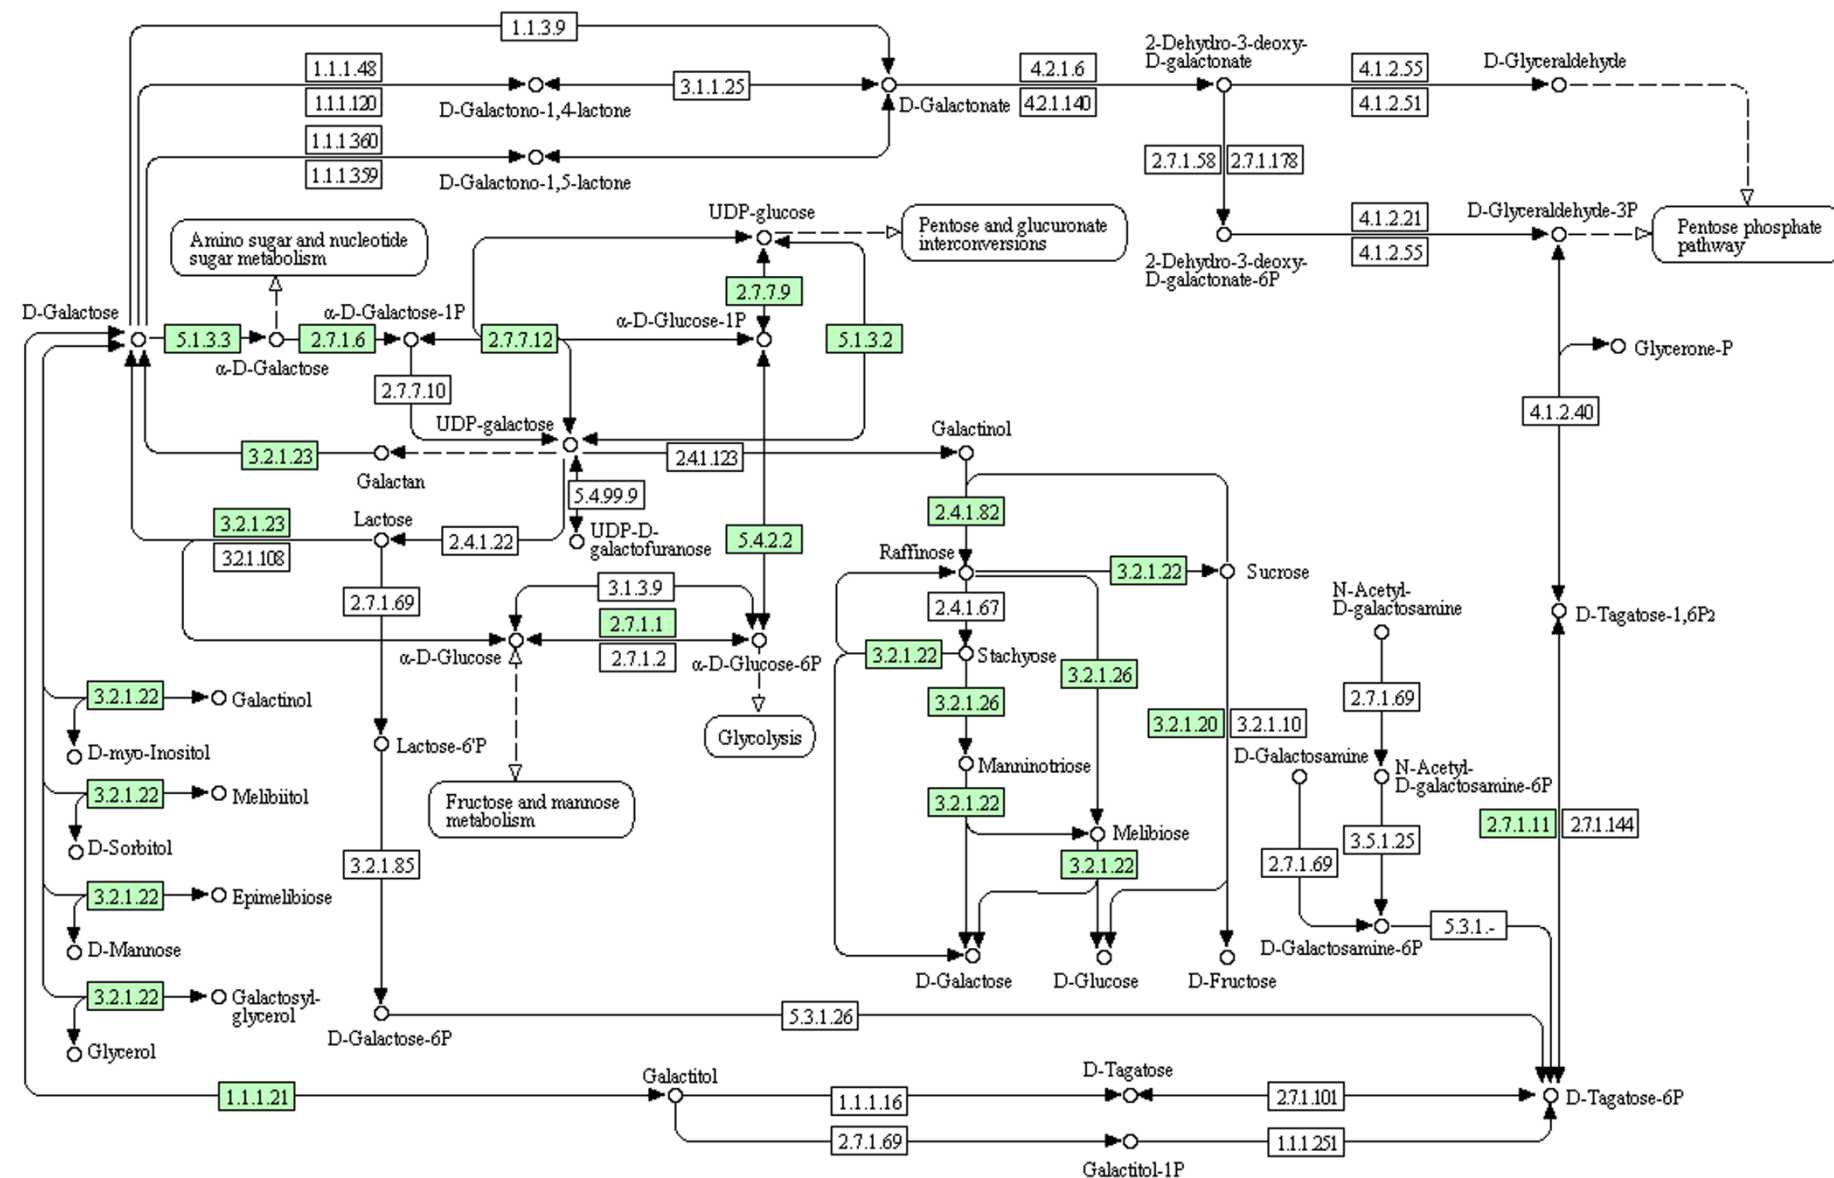 1.1.3.9
2-Dehydro-3-deoxy-
D-galactonate
D-Glyceraldehyde
1.1.1.48
3.1.1.25
4.2.1.6
4.1.2.55
1.1.1.120
D-Galactono-1,4-lactone
D-Galactonate
4.2.1.140
4.1.2.51
1.1.1.360
1.1.1.359
D-Galactono-1,5-lactone
2.7.1.58
2.7.1.178
UDP-glucose
Pentose and glucuronate
interconversions
4.1.2.21
D-Glyceraldehyde-3P
Pentose phosphate
pathway
Amino sugar and nucleotide
sugar metabolism
4.1.2.55
2-Dehydro-3-deoxy-
D-galactonate-6P
2.7.7.9
D-Galactose
α-D-Galactose-1P
α-D-Glucose-1P
5.1.3.3
2.7.1.6
2.7.7.12
5.1.3.2
Glycerone-P
α-D-Galactose
2.7.7.10
4.1.2.40
UDP-galactose
Galactinol
3.2.1.23
2.4.1.123
Galactan
5.4.99.9
2.4.1.82
3.2.1.23
Lactose
2.4.1.22
UDP-D-
galactofuranose
5.4.2.2
3.2.1.108
Raffinose
3.2.1.22
Sucrose
3.1.3.9
2.7.1.69
2.4.1.67
N-Acetyl-
D-galactosamine
D-Tagatose-1,6P2
2.7.1.1
α-D-Glucose
2.7.1.2
α-D-Glucose-6P
3.2.1.22
Stachyose
3.2.1.26
3.2.1.22
Galactinol
3.2.1.26
2.7.1.69
D-myo-Inositol
Lactose-6'P
Glycolysis
3.2.1.20
3.2.1.10
Manninotriose
D-Galactosamine
N-Acetyl-
D-galactosamine-6P
3.2.1.22
Melibiitol
Fructose and mannose
metabolism
3.2.1.22
2.7.1.11
2.7.1.144
D-Sorbitol
Melibiose
3.5.1.25
3.2.1.85
3.2.1.22
2.7.1.69
3.2.1.22
Epimelibiose
D-Mannose
5.3.1.-
D-Galactosamine-6P
D-Galactose
D-Glucose
D-Fructose
3.2.1.22
Galactosyl-
glycerol
5.3.1.26
D-Galactose-6P
Glycerol
Galactitol
D-Tagatose
1.1.1.21
1.1.1.16
2.7.1.101
D-Tagatose-6P
2.7.1.69
1.1.1.251
Galactitol-1P